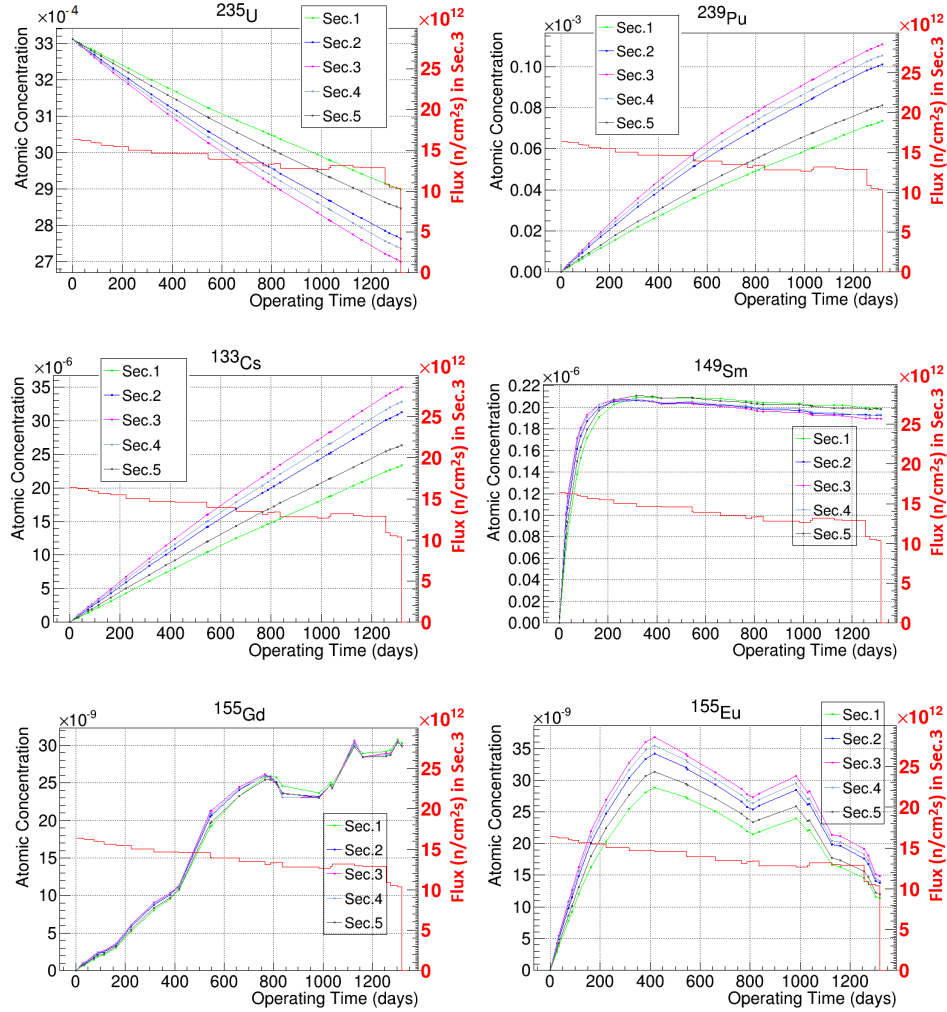 ²³⁵U
×10⁻⁴
×10¹²
33
32
31
30
29
28
27
Atomic Concentration
Sec.1
Sec.2
Sec.3
Sec.4
Sec.5
25
20
15
10
5
0
Flux (n/cm²s) in Sec.3
0 200 400 600 800 1000 1200
Operating Time (days)
²³⁹Pu
×10⁻³
×10¹²
0.10
0.08
0.06
0.04
0.02
0.00
Atomic Concentration
Sec.1
Sec.2
Sec.3
Sec.4
Sec.5
25
20
15
10
5
0
Flux (n/cm²s) in Sec.3
0 200 400 600 800 1000 1200
Operating Time (days)
¹³³Cs
×10⁻⁶
×10¹²
35
30
25
20
15
10
5
0
Atomic Concentration
Sec.1
Sec.2
Sec.3
Sec.4
Sec.5
25
20
15
10
5
0
Flux (n/cm²s) in Sec.3
0 200 400 600 800 1000 1200
Operating Time (days)
¹⁴⁹Sm
×10⁻⁶
×10¹²
0.22
0.20
0.18
0.16
0.14
0.12
0.10
0.08
0.06
0.04
0.02
0.00
Atomic Concentration
Sec.1
Sec.2
Sec.3
Sec.4
Sec.5
25
20
15
10
5
0
Flux (n/cm²s) in Sec.3
0 200 400 600 800 1000 1200
Operating Time (days)
¹⁵⁵Gd
×10⁻⁹
×10¹²
30
25
20
15
10
5
0
Atomic Concentration
Sec.1
Sec.2
Sec.3
Sec.4
Sec.5
25
20
15
10
5
0
Flux (n/cm²s) in Sec.3
0 200 400 600 800 1000 1200
Operating Time (days)
¹⁵⁵Eu
×10⁻⁹
×10¹²
35
30
25
20
15
10
5
0
Atomic Concentration
Sec.1
Sec.2
Sec.3
Sec.4
Sec.5
25
20
15
10
5
0
Flux (n/cm²s) in Sec.3
0 200 400 600 800 1000 1200
Operating Time (days)